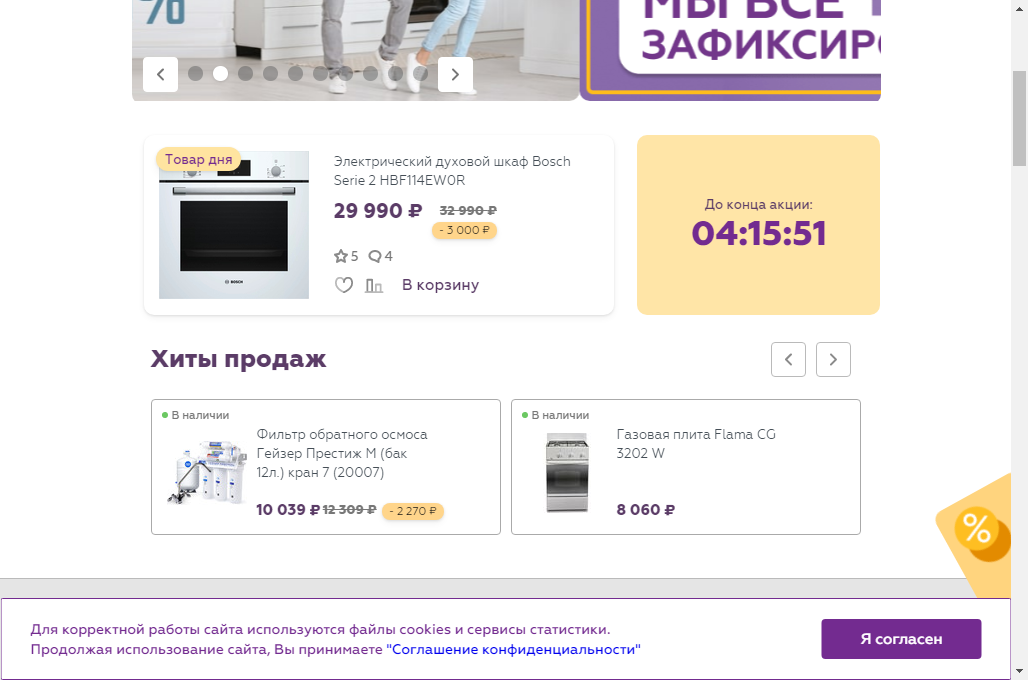 %
МЫ ВСЕ
ЗАФИКСИР
Товар дня
BOSCH
Электрический духовой шкаф Bosch
Serie 2 HBF114EW0R
29 990 ₽ 32 990 ₽
- 3 000 ₽
5 4
В корзину
До конца акции:
04:15:51
Хиты продаж
В наличии
Фильтр обратного осмоса
Гейзер Престиж М (бак
12л.) кран 7 (20007)
10 039 ₽ 12 309 ₽ - 2 270 ₽
В наличии
Газовая плита Flama CG
3202 W
8 060 ₽
%
Для корректной работы сайта используются файлы cookies и сервисы статистики.
Продолжая использование сайта, Вы принимаете "Соглашение конфиденциальности"
Я согласен